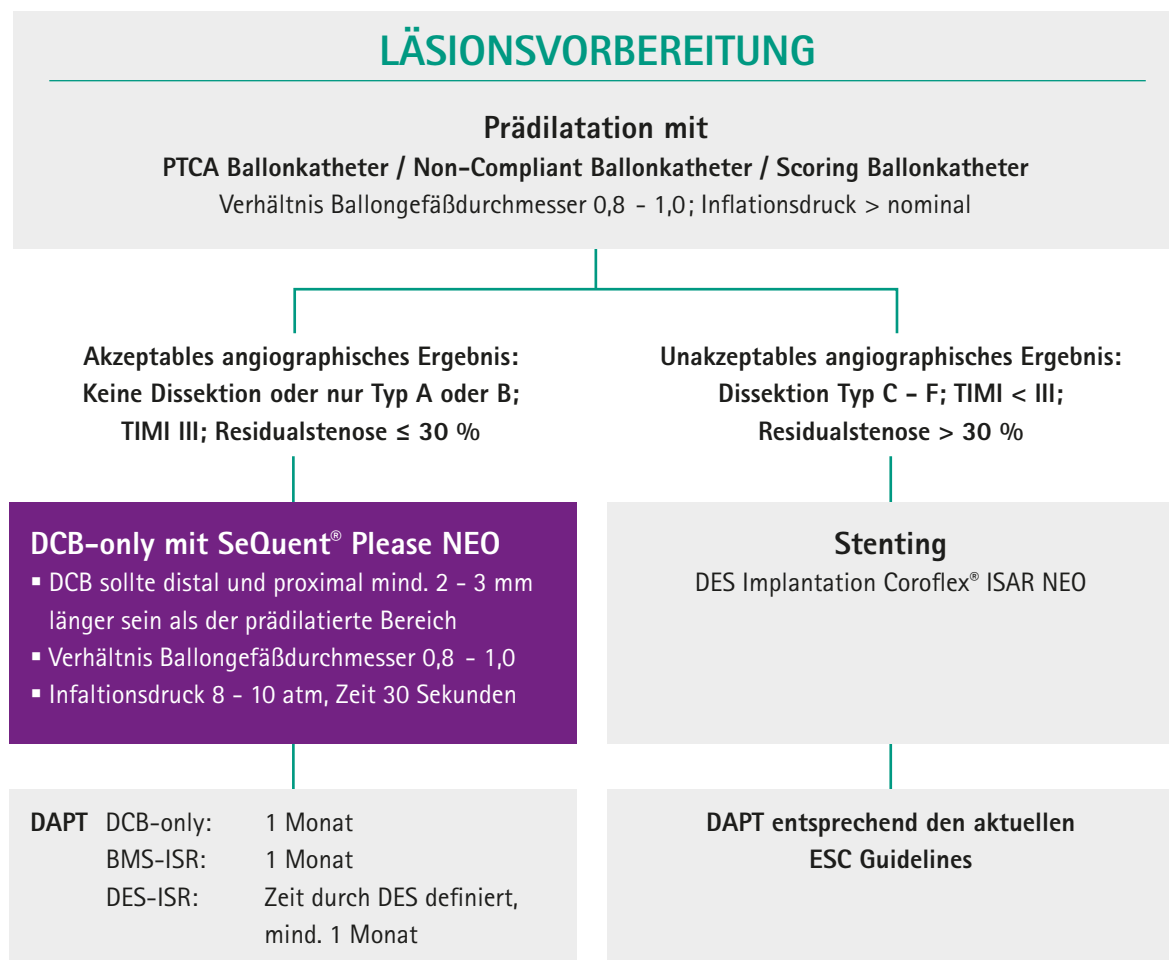 LÄSIONSVORBEREITUNG
Prädilatation mit
PTCA Ballonkatheter / Non-Compliant Ballonkatheter / Scoring Ballonkatheter
Verhältnis Ballongefäßdurchmesser 0,8 - 1,0; Inflationsdruck > nominal
Akzeptables angiographisches Ergebnis:
Keine Dissektion oder nur Typ A oder B;
TIMI III; Residualstenose ≤ 30 %
Unakzeptables angiographisches Ergebnis:
Dissektion Typ C - F; TIMI < III;
Residualstenose > 30 %
DCB-only mit SeQuent® Please NEO
▪ DCB sollte distal und proximal mind. 2 - 3 mm
länger sein als der prädilatierte Bereich
▪ Verhältnis Ballongefäßdurchmesser 0,8 - 1,0
▪ Infaltionsdruck 8 - 10 atm, Zeit 30 Sekunden
Stenting
DES Implantation Coroflex® ISAR NEO
DAPT DCB-only: 1 Monat
BMS-ISR: 1 Monat
DES-ISR: Zeit durch DES definiert,
mind. 1 Monat
DAPT entsprechend den aktuellen
ESC Guidelines